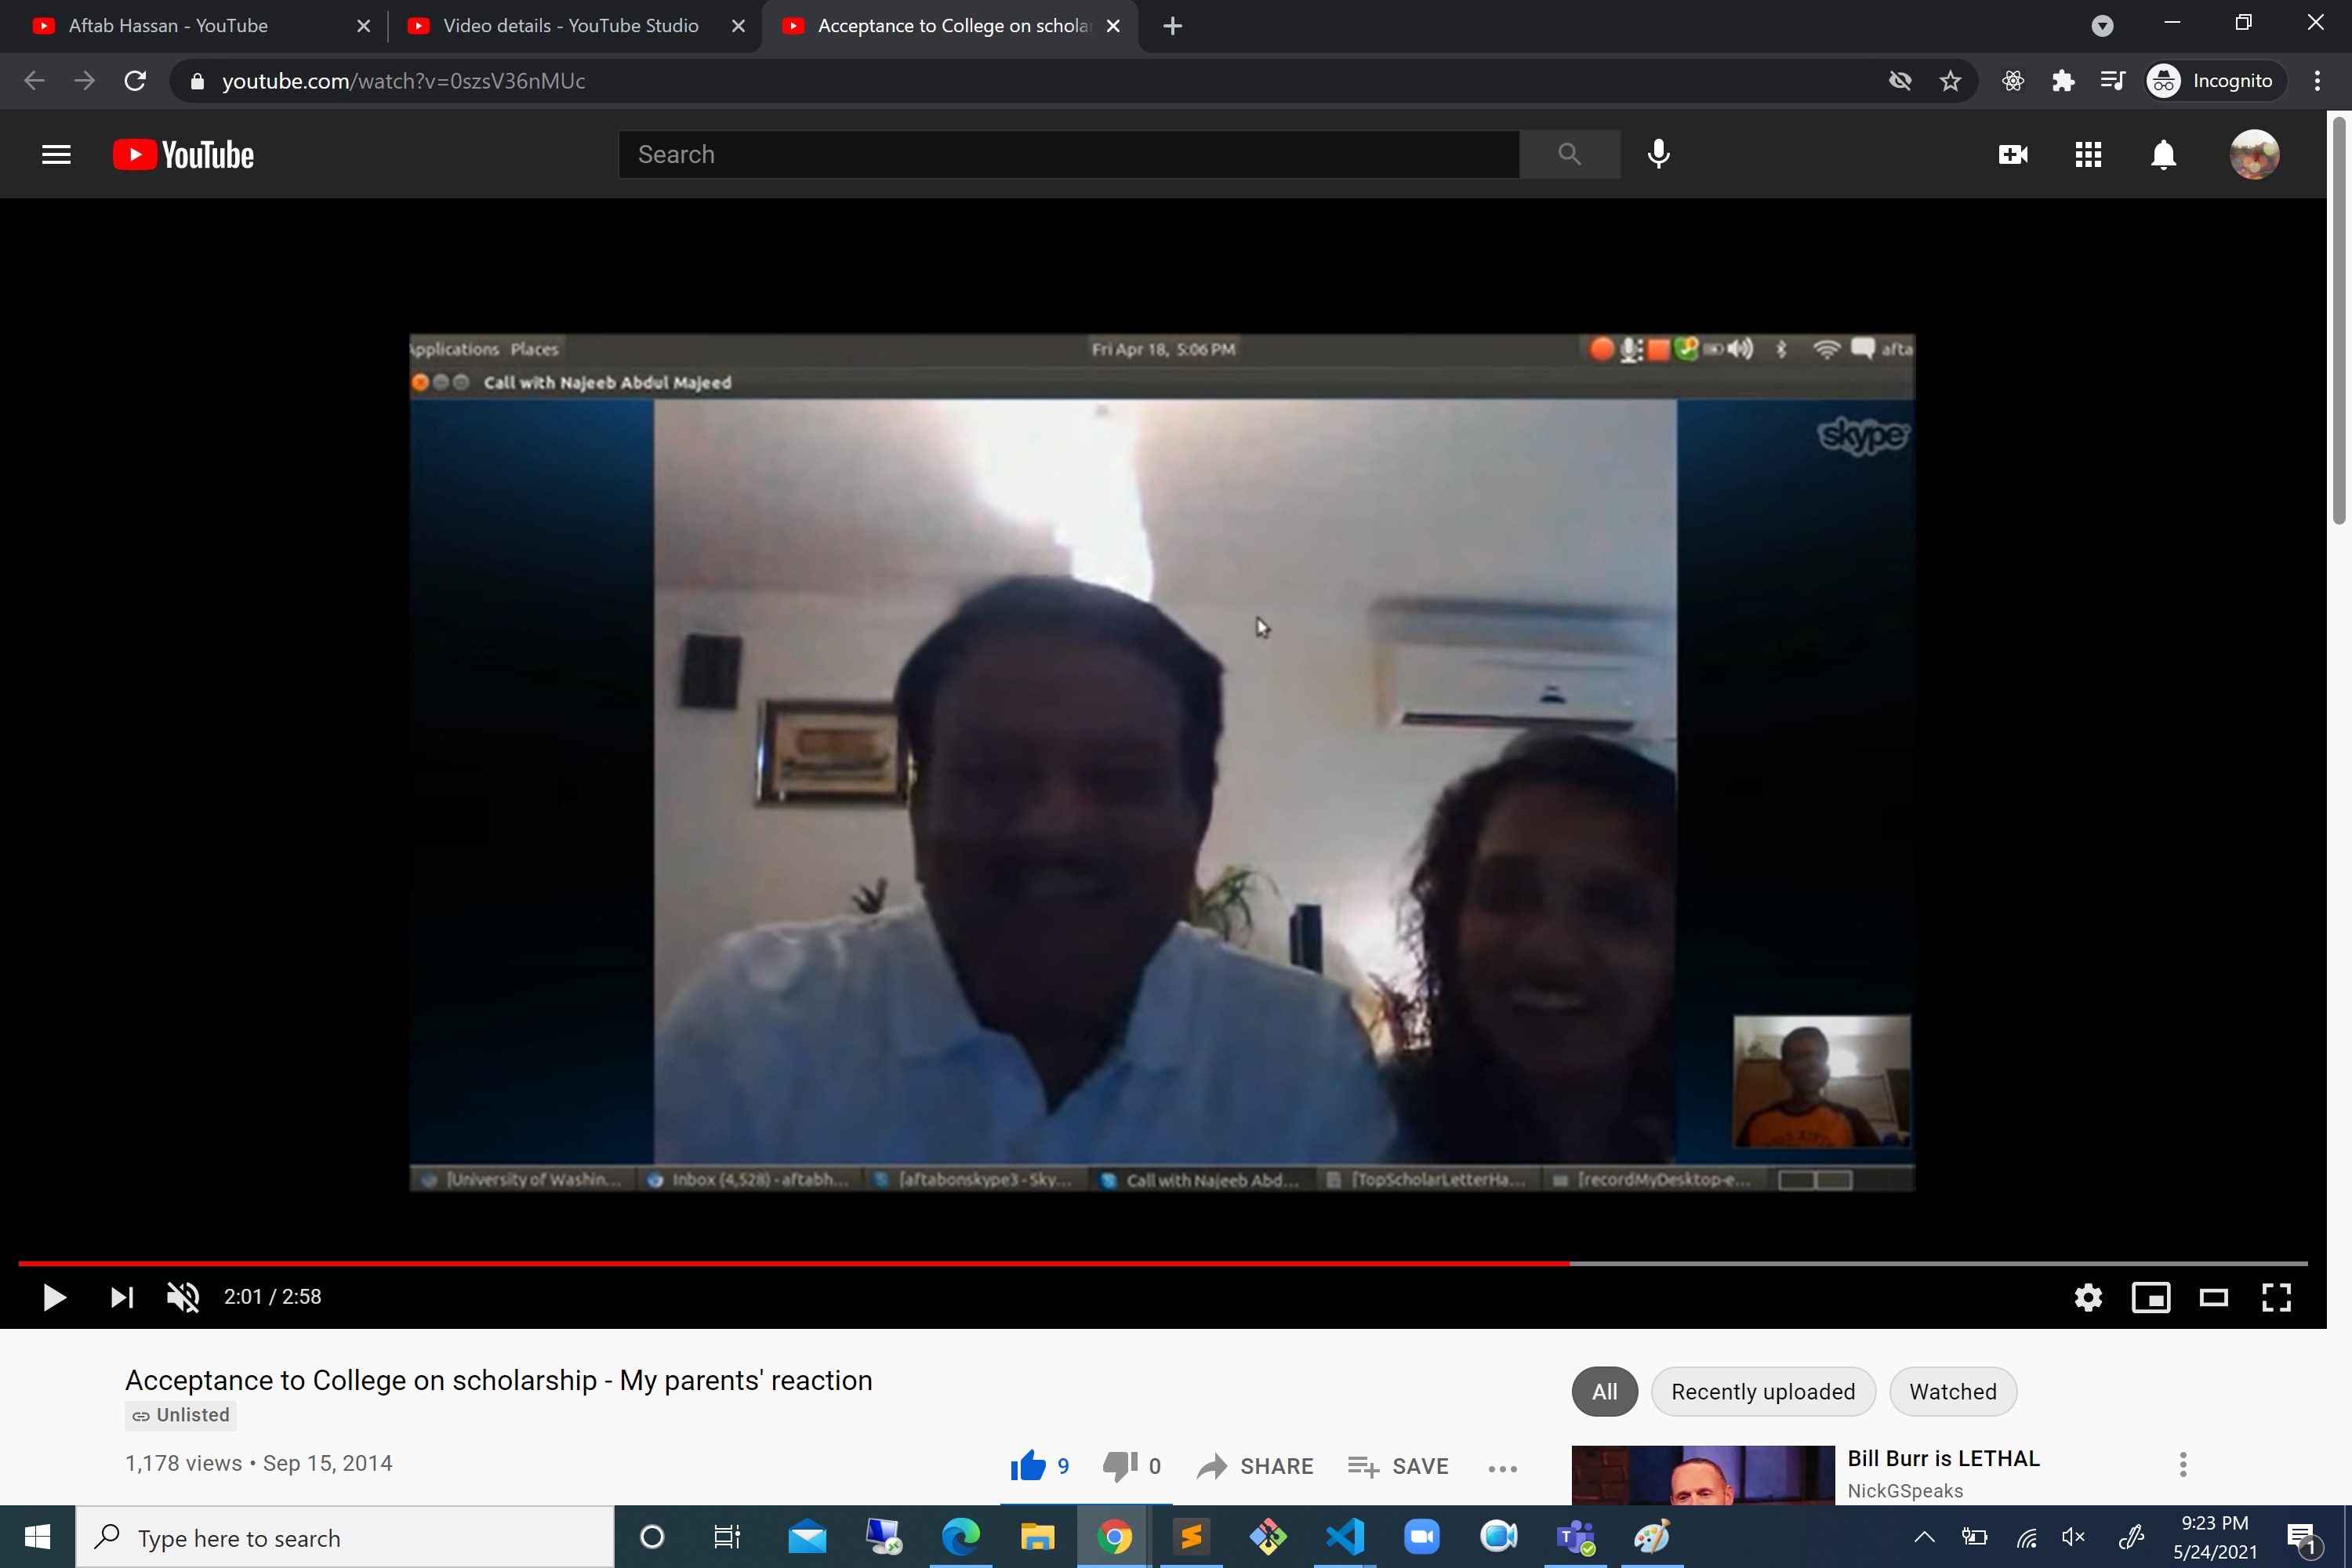 Aftab Hassan - YouTube
Video details - YouTube Studio
Acceptance to College on schola
youtube.com/watch?v=0szsV36nMUc
Incognito
YouTube
Search
Applications Places
Fri Apr 18, 5:06 PM
afta
Call with Najeeb Abdul Majeed
skype
[University of Washin...
Inbox (4,528) - aftabh...
[aftabonskype3 - Sky...
Call with Najeeb Abd...
[TopScholarLetterHa...
[recordMyDesktop-e...
2:01 / 2:58
Acceptance to College on scholarship - My parents' reaction
Unlisted
1,178 views • Sep 15, 2014
9
0
SHARE
SAVE
All
Recently uploaded
Watched
Bill Burr is LETHAL
NickGSpeaks
Type here to search
9:23 PM
5/24/2021
1